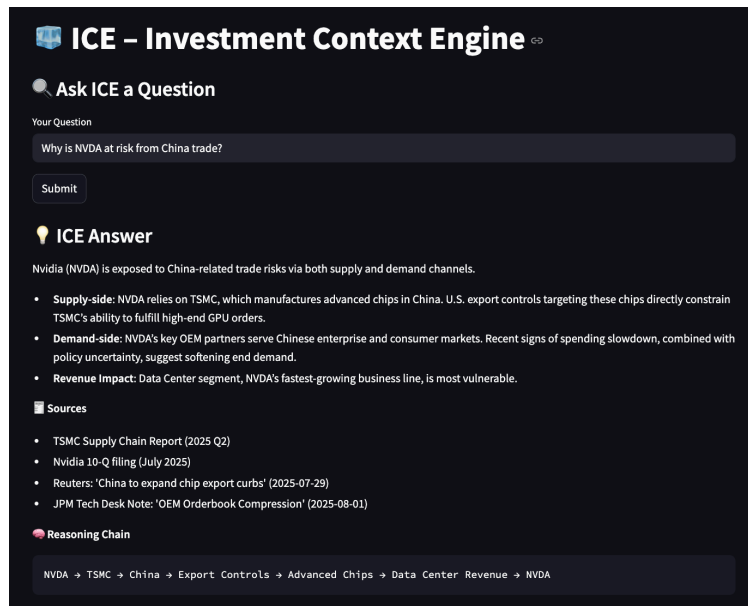 ICE – Investment Context Engine
Ask ICE a Question
Your Question
Why is NVDA at risk from China trade?
Submit
ICE Answer
Nvidia (NVDA) is exposed to China-related trade risks via both supply and demand channels.
• Supply-side: NVDA relies on TSMC, which manufactures advanced chips in China. U.S. export controls targeting these chips directly constrain
TSMC’s ability to fulfill high-end GPU orders.
• Demand-side: NVDA’s key OEM partners serve Chinese enterprise and consumer markets. Recent signs of spending slowdown, combined with
policy uncertainty, suggest softening end demand.
• Revenue Impact: Data Center segment, NVDA’s fastest-growing business line, is most vulnerable.
Sources
• TSMC Supply Chain Report (2025 Q2)
• Nvidia 10-Q filing (July 2025)
• Reuters: 'China to expand chip export curbs' (2025-07-29)
• JPM Tech Desk Note: 'OEM Orderbook Compression' (2025-08-01)
Reasoning Chain
NVDA → TSMC → China → Export Controls → Advanced Chips → Data Center Revenue → NVDA